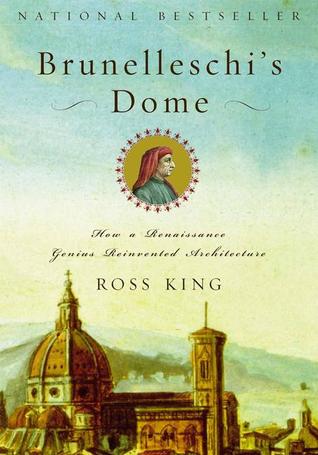 NATIONAL BESTSELLER
Brunelleschi's
Dome
How a Renaissance
Genius Reinvented Architecture
ROSS KING